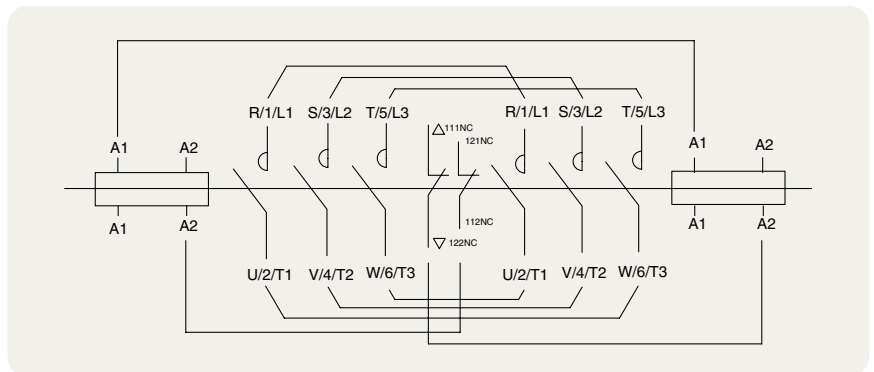 R/1/L1 S/3/L2 T/5/L3 R/1/L1 S/3/L2 T/5/L3
111NC
121NC
A1 A2 A1 A2
A1 A2 A1 A2
112NC
122NC
U/2/T1 V/4/T2 W/6/T3 U/2/T1 V/4/T2 W/6/T3